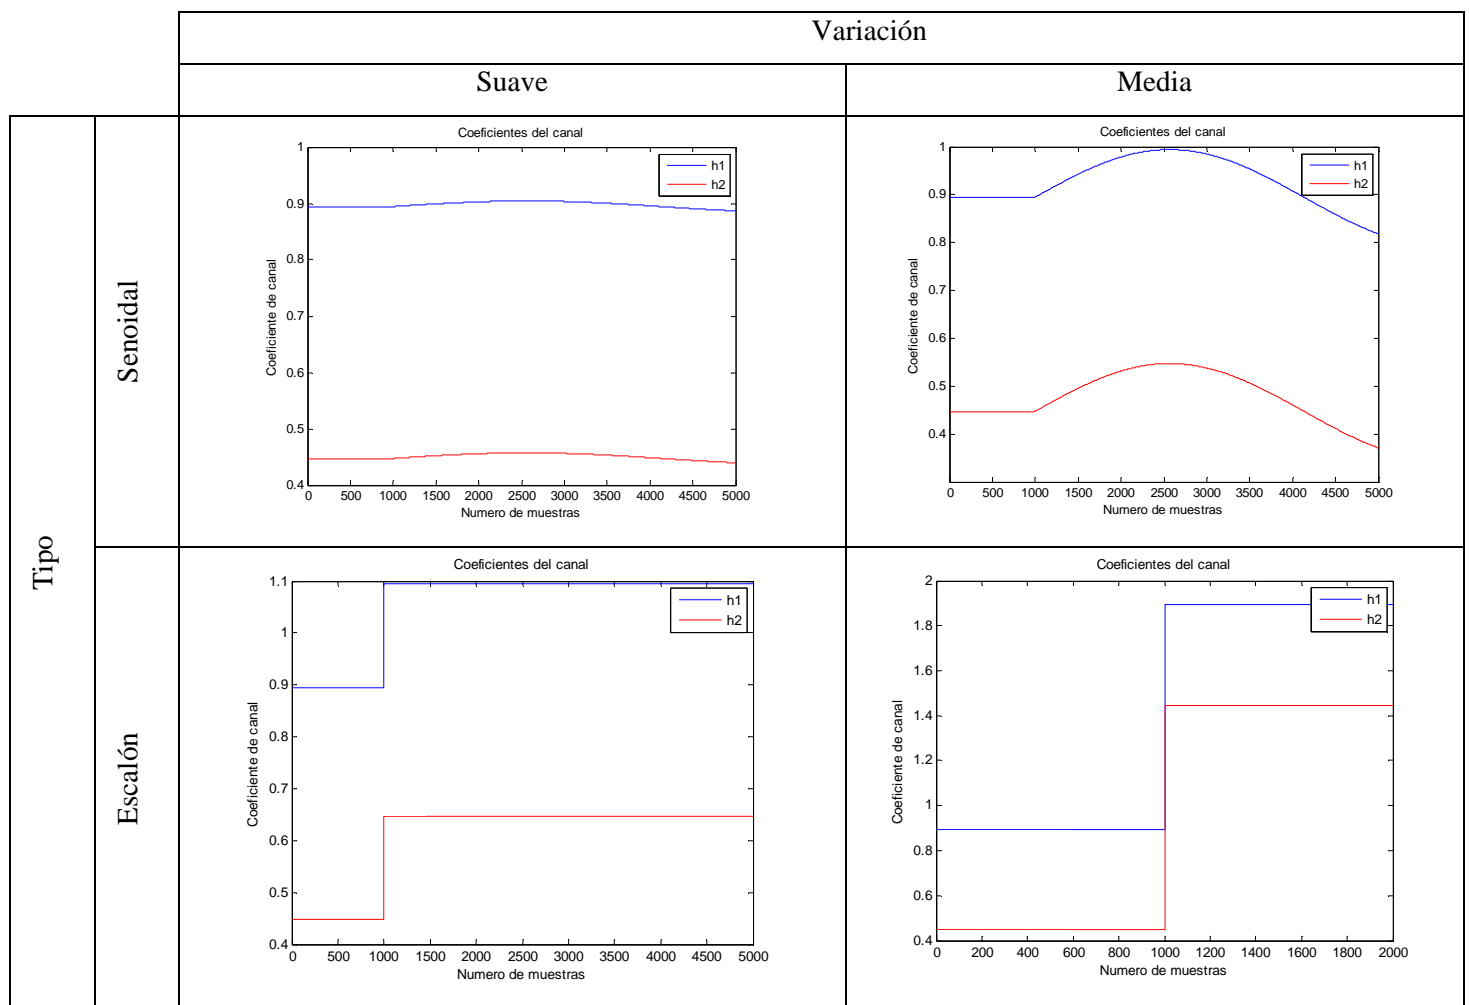 Variación
Suave
Media
Tipo
Senoidal
Coeficientes del canal
h1
h2
Coeficiente de canal
1
0.9
0.8
0.7
0.6
0.5
0.4
0 500 1000 1500 2000 2500 3000 3500 4000 4500 5000
Numero de muestras
Coeficientes del canal
h1
h2
Coeficiente de canal
1
0.9
0.8
0.7
0.6
0.5
0.4
0 500 1000 1500 2000 2500 3000 3500 4000 4500 5000
Numero de muestras
Escalón
Coeficientes del canal
h1
h2
Coeficiente de canal
1.1
1
0.9
0.8
0.7
0.6
0.5
0.4
0 500 1000 1500 2000 2500 3000 3500 4000 4500 5000
Numero de muestras
Coeficientes del canal
h1
h2
Coeficiente de canal
2
1.8
1.6
1.4
1.2
1
0.8
0.6
0.4
0 200 400 600 800 1000 1200 1400 1600 1800 2000
Numero de muestras